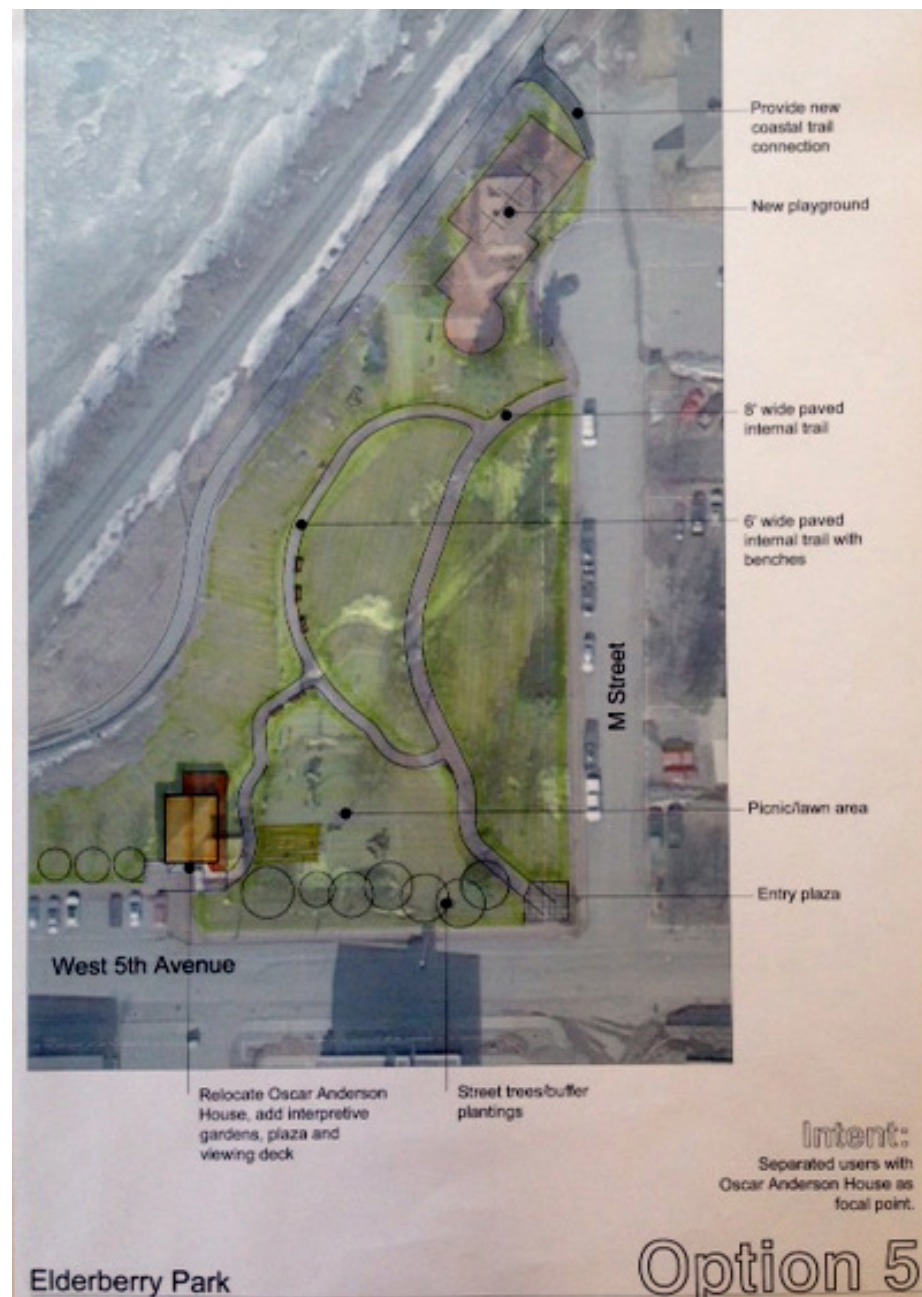 Provide new
coastal trail
connection
New playground
8' wide paved
internal trail
6' wide paved
internal trail with
benches
M Street
Picnic/lawn area
Entry plaza
West 5th Avenue
Relocate Oscar Anderson
House, add interpretive
gardens, plaza and
viewing deck
Street trees/buffer
plantings
Intent:
Separated users with
Oscar Anderson House as
focal point.
Elderberry Park
Option 5